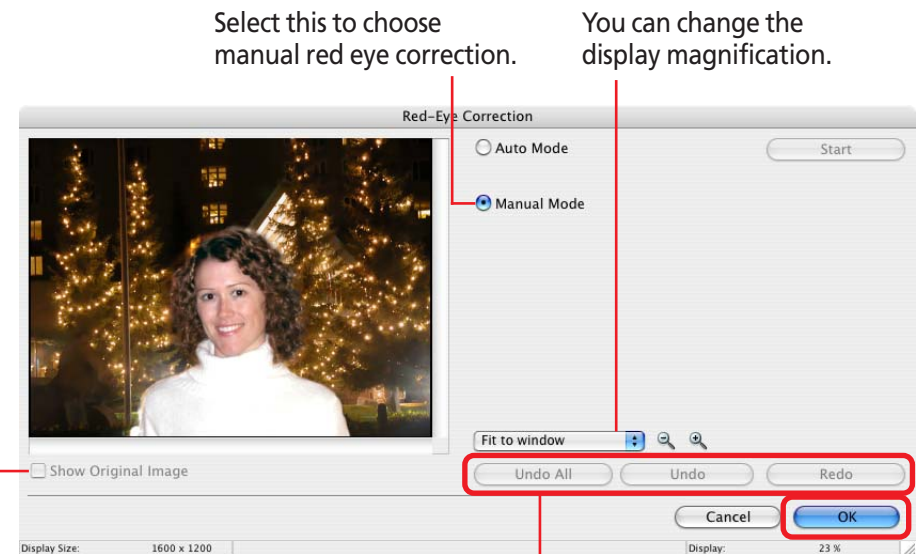 Select this to choose
manual red eye correction.
You can change the
display magnification.
Red-Eye Correction
Auto Mode
Start
Manual Mode
Fit to window
Show Original Image
Undo All
Undo
Redo
Cancel
OK
Display Size: 1600 x 1200
Display: 23 %